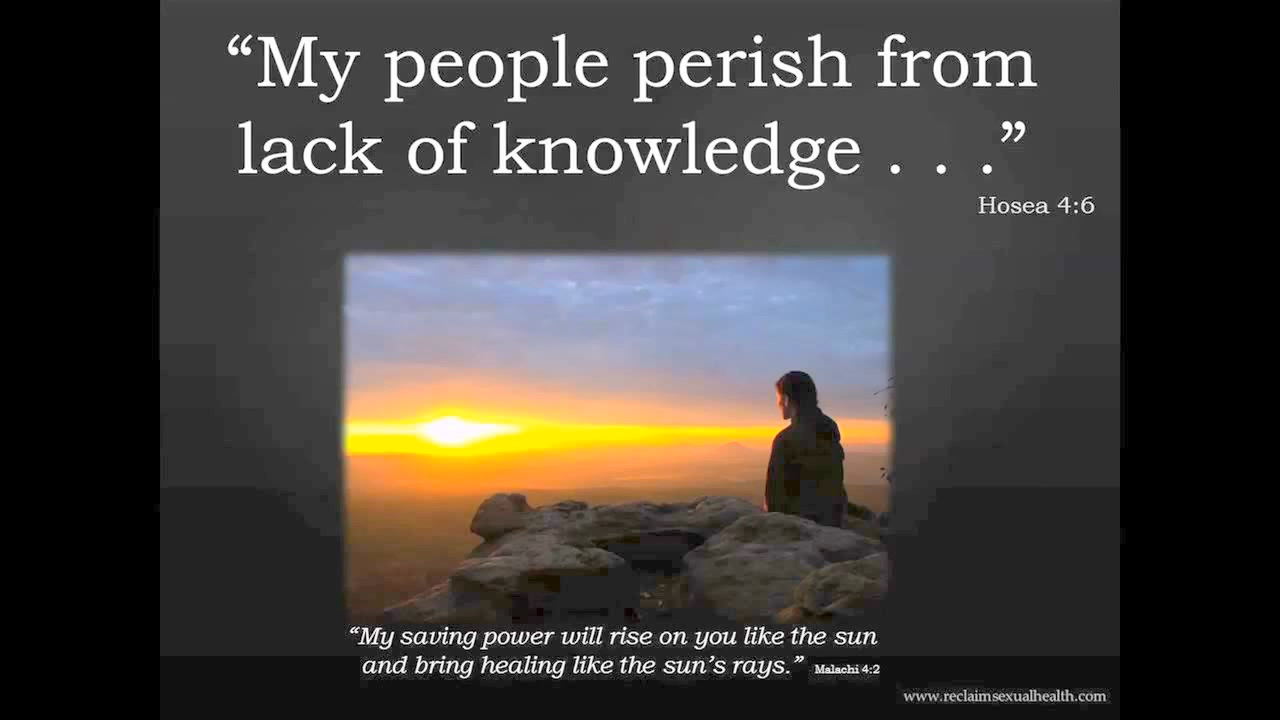 “My people perish from
lack of knowledge . . .”
Hosea 4:6
“My saving power will rise on you like the sun
and bring healing like the sun’s rays.” Malachi 4:2
www.reclaimsexualhealth.com